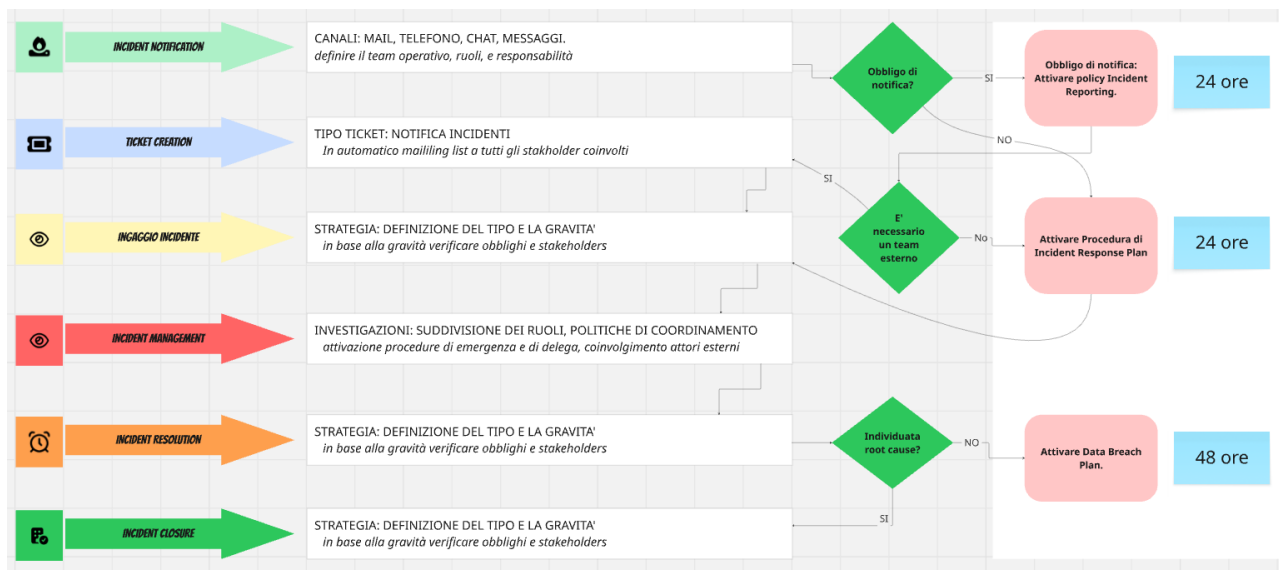 INCIDENT NOTIFICATION
CANALI: MAIL, TELEFONO, CHAT, MESSAGGI.
definire il team operativo, ruoli, e responsabilità
Obbligo di
notifica?
SI
Obbligo di notifica:
Attivare policy Incident
Reporting.
24 ore
NO
TICKET CREATION
TIPO TICKET: NOTIFICA INCIDENTI
In automatico maililing list a tutti gli stakholder coinvolti
SI
INGAGGIO INCIDENTE
STRATEGIA: DEFINIZIONE DEL TIPO E LA GRAVITA'
in base alla gravità verificare obblighi e stakeholders
E'
necessario
un team
esterno
No
Attivare Procedura di
Incident Response Plan
24 ore
INCIDENT MANAGEMENT
INVESTIGAZIONI: SUDDIVISIONE DEI RUOLI, POLITICHE DI COORDINAMENTO
attivazione procedure di emergenza e di delega, coinvolgimento attori esterni
INCIDENT RESOLUTION
STRATEGIA: DEFINIZIONE DEL TIPO E LA GRAVITA'
in base alla gravità verificare obblighi e stakeholders
Individuata
root cause?
NO
Attivare Data Breach
Plan.
48 ore
SI
INCIDENT CLOSURE
STRATEGIA: DEFINIZIONE DEL TIPO E LA GRAVITA'
in base alla gravità verificare obblighi e stakeholders